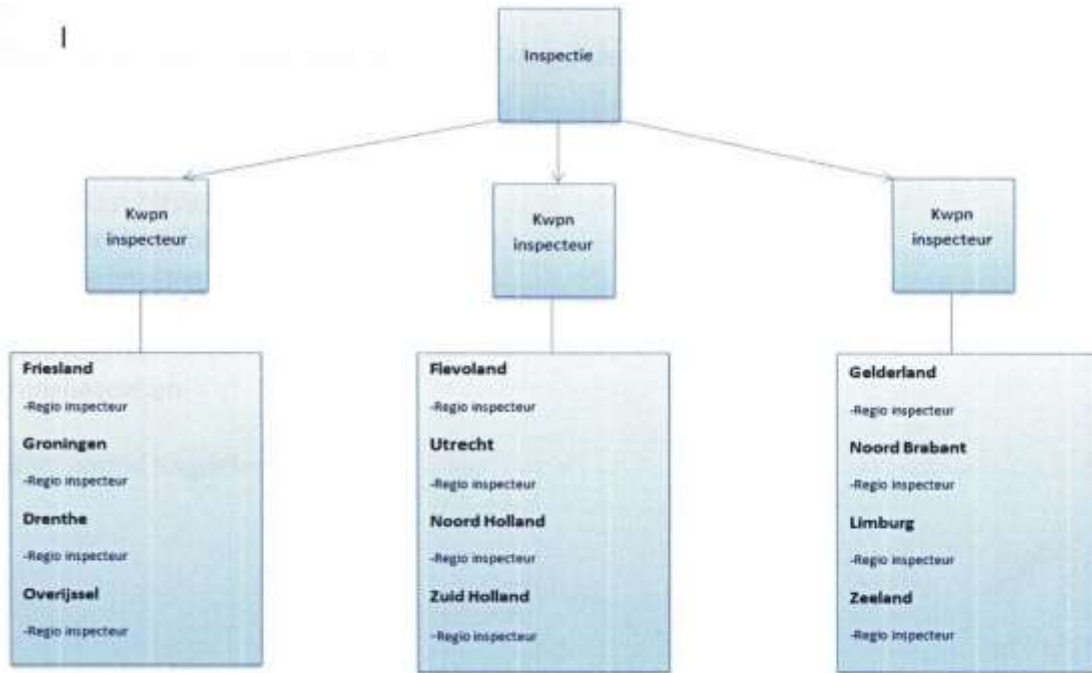 Inspectie
Kwpn
inspecteur
Kwpn
inspecteur
Kwpn
inspecteur
Friesland
-Regio inspecteur
Groningen
-Regio inspecteur
Drenthe
-Regio inspecteur
Overijssel
-Regio inspecteur
Flevoland
-Regio inspecteur
Utrecht
-Regio inspecteur
Noord Holland
-Regio inspecteur
Zuid Holland
-Regio inspecteur
Gelderland
-Regio inspecteur
Noord Brabant
-Regio inspecteur
Limburg
-Regio inspecteur
Zeeland
-Regio inspecteur